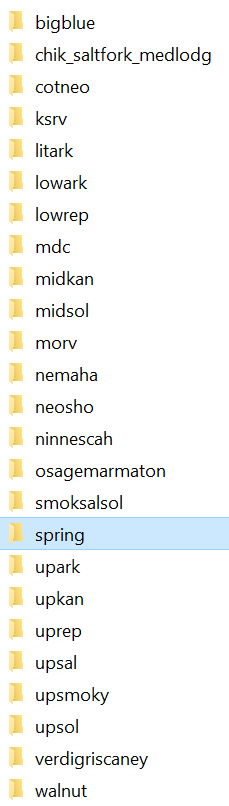 bigblue
chik_saltfork_medlodg
cotneo
ksrv
litark
lowark
lowrep
mdc
midkan
midsol
morv
nemaha
neosho
ninnescah
osagemarmaton
smoksalsol
spring
upark
upkan
uprep
upsal
upsmoky
upsol
verdigriscaney
walnut